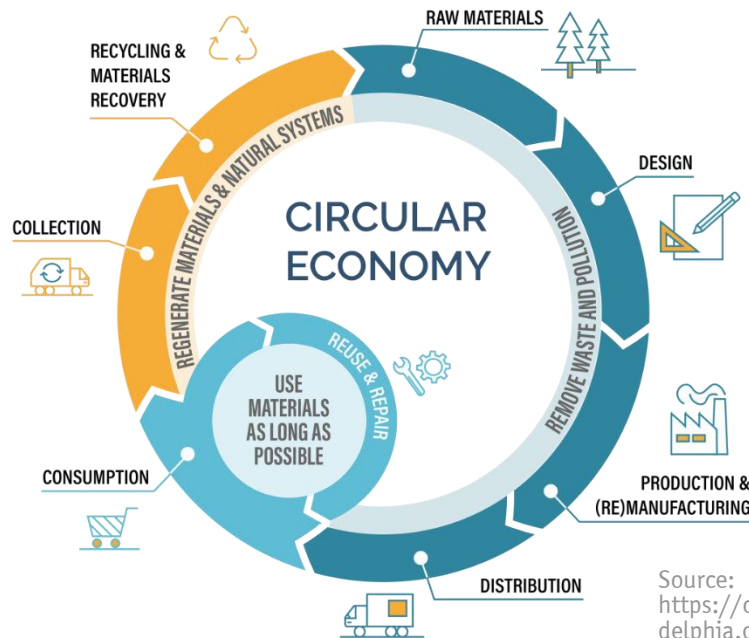 RAW MATERIALS
RECYCLING &
MATERIALS
RECOVERY
DESIGN
COLLECTION
REGENERATE MATERIALS & NATURAL SYSTEMS
CIRCULAR
ECONOMY
REMOVE WASTE AND POLLUTION
REUSE & REPAIR
USE
MATERIALS
AS LONG AS
POSSIBLE
CONSUMPTION
PRODUCTION &
(RE)MANUFACTURING
DISTRIBUTION
Source: